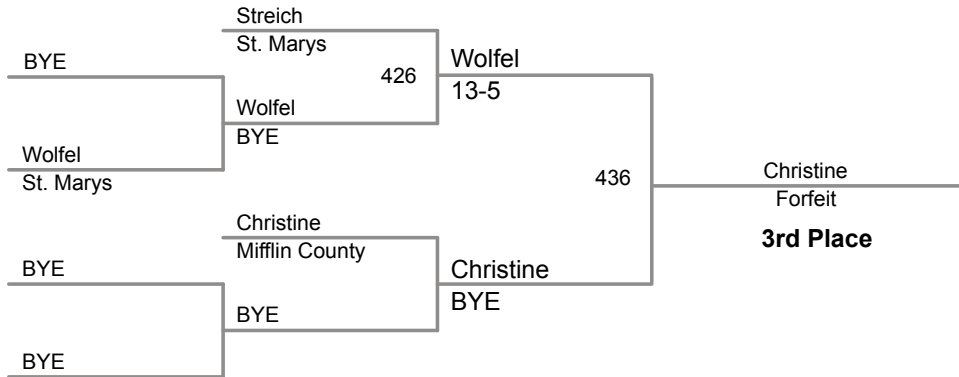 Streich
St. Marys
BYE
Wolfel
BYE
Wolfel
St. Marys
426
Wolfel
13-5
Christine
Mifflin County
BYE
BYE
BYE
Christine
BYE
436
Christine
Forfeit
3rd Place